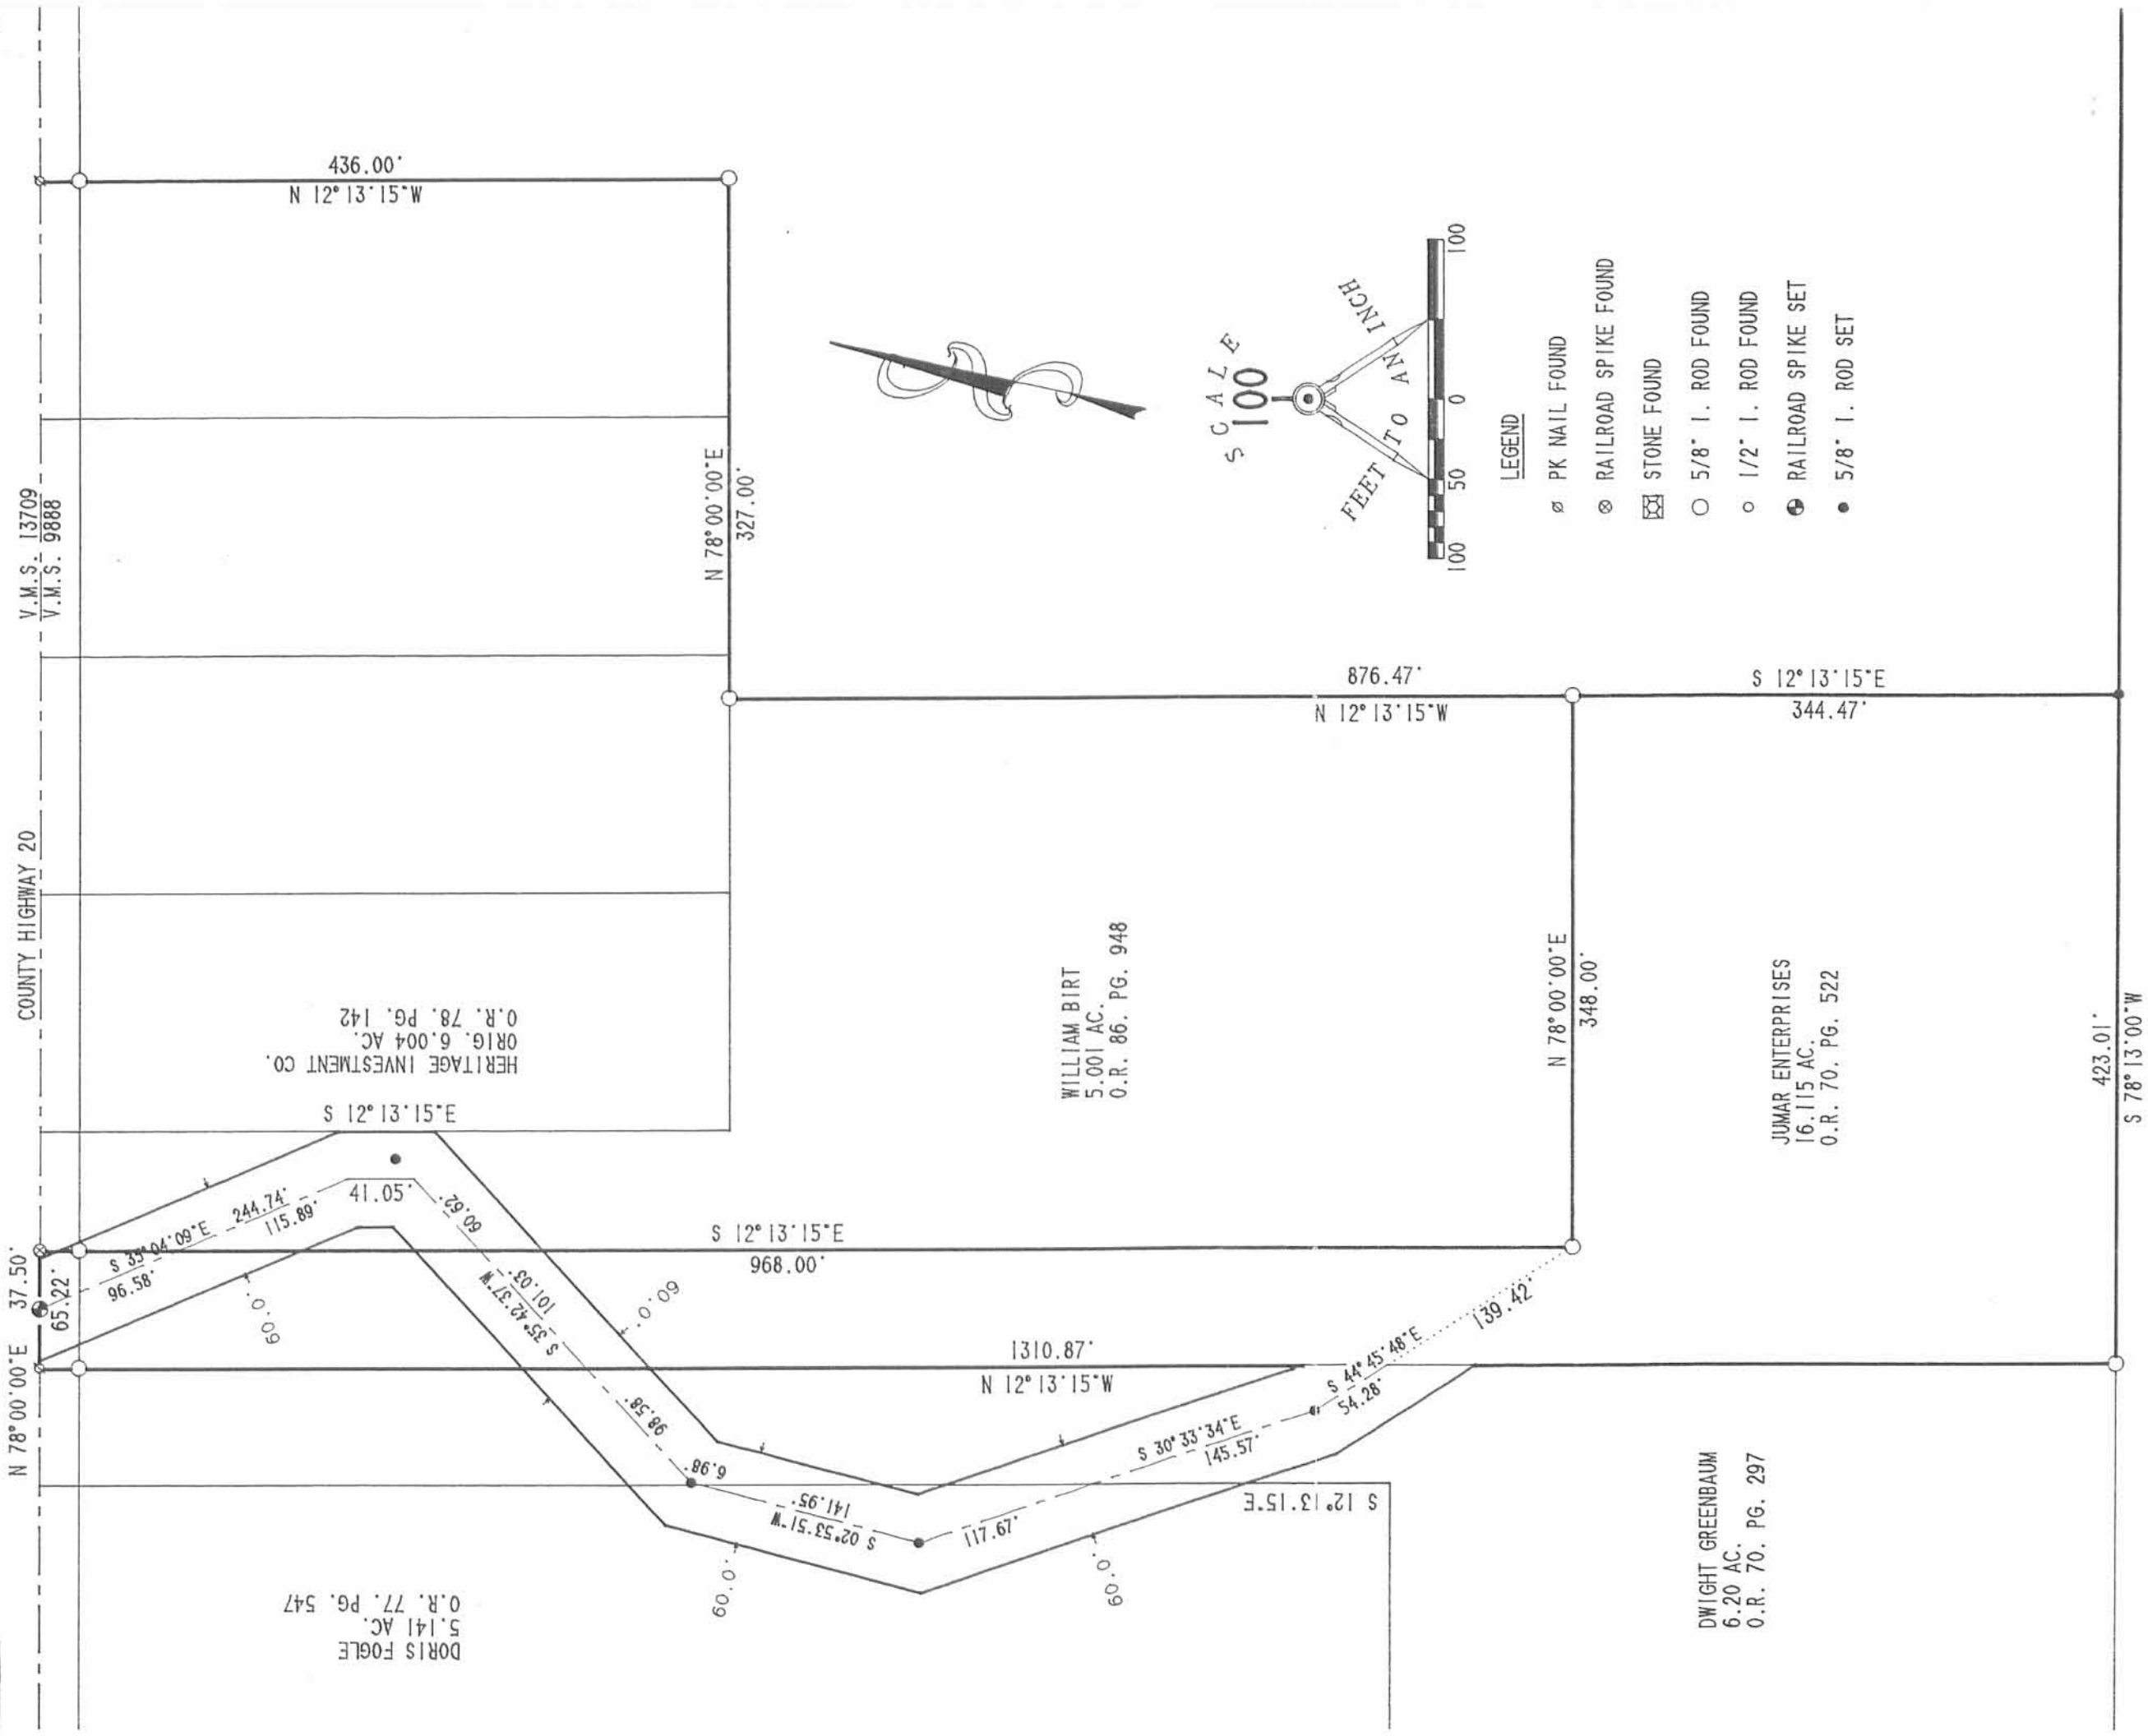 V.M.S. 13709
V.M.S. 9888
COUNTY HIGHWAY 20
N 78°00'00"E 37.50'
65.22'
436.00'
N 12°13'15"W
N 78°00'00"E
327.00'
HERITAGE INVESTMENT CO.
ORIG. 6.004 AC.
O.R. 78. PG. 142
S 12°13'15"E
S 35°04'09"E
244.74'
96.58'
115.89'
41.05'
60.62'
60.0'
S 35°42'37"W
101.03'
98.58'
60.0'
S 12°13'15"E
968.00'
1310.87'
N 12°13'15"W
6.98'
S 02°53'51"W
141.95'
60.0'
117.67'
S 30°33'34"E
145.57'
60.0'
S 12°13'15"E
S 44°45'48"E
54.28'
139.42'
DORIS FOGLE
5.141 AC.
O.R. 77. PG. 547
WILLIAM BIRT
5.001 AC.
O.R. 86. PG. 948
876.47'
N 12°13'15"W
N 78°00'00"E
348.00'
S 12°13'15"E
344.47'
JUMAR ENTERPRISES
16.115 AC.
O.R. 70. PG. 522
DWIGHT GREENBAUM
6.20 AC.
O.R. 70. PG. 297
423.01'
S 78°13'00"W
SCALE
100
FEET TO AN INCH
100 50 0 100
LEGEND
PK NAIL FOUND
RAILROAD SPIKE FOUND
STONE FOUND
5/8" I. ROD FOUND
1/2" I. ROD FOUND
RAILROAD SPIKE SET
5/8" I. ROD SET